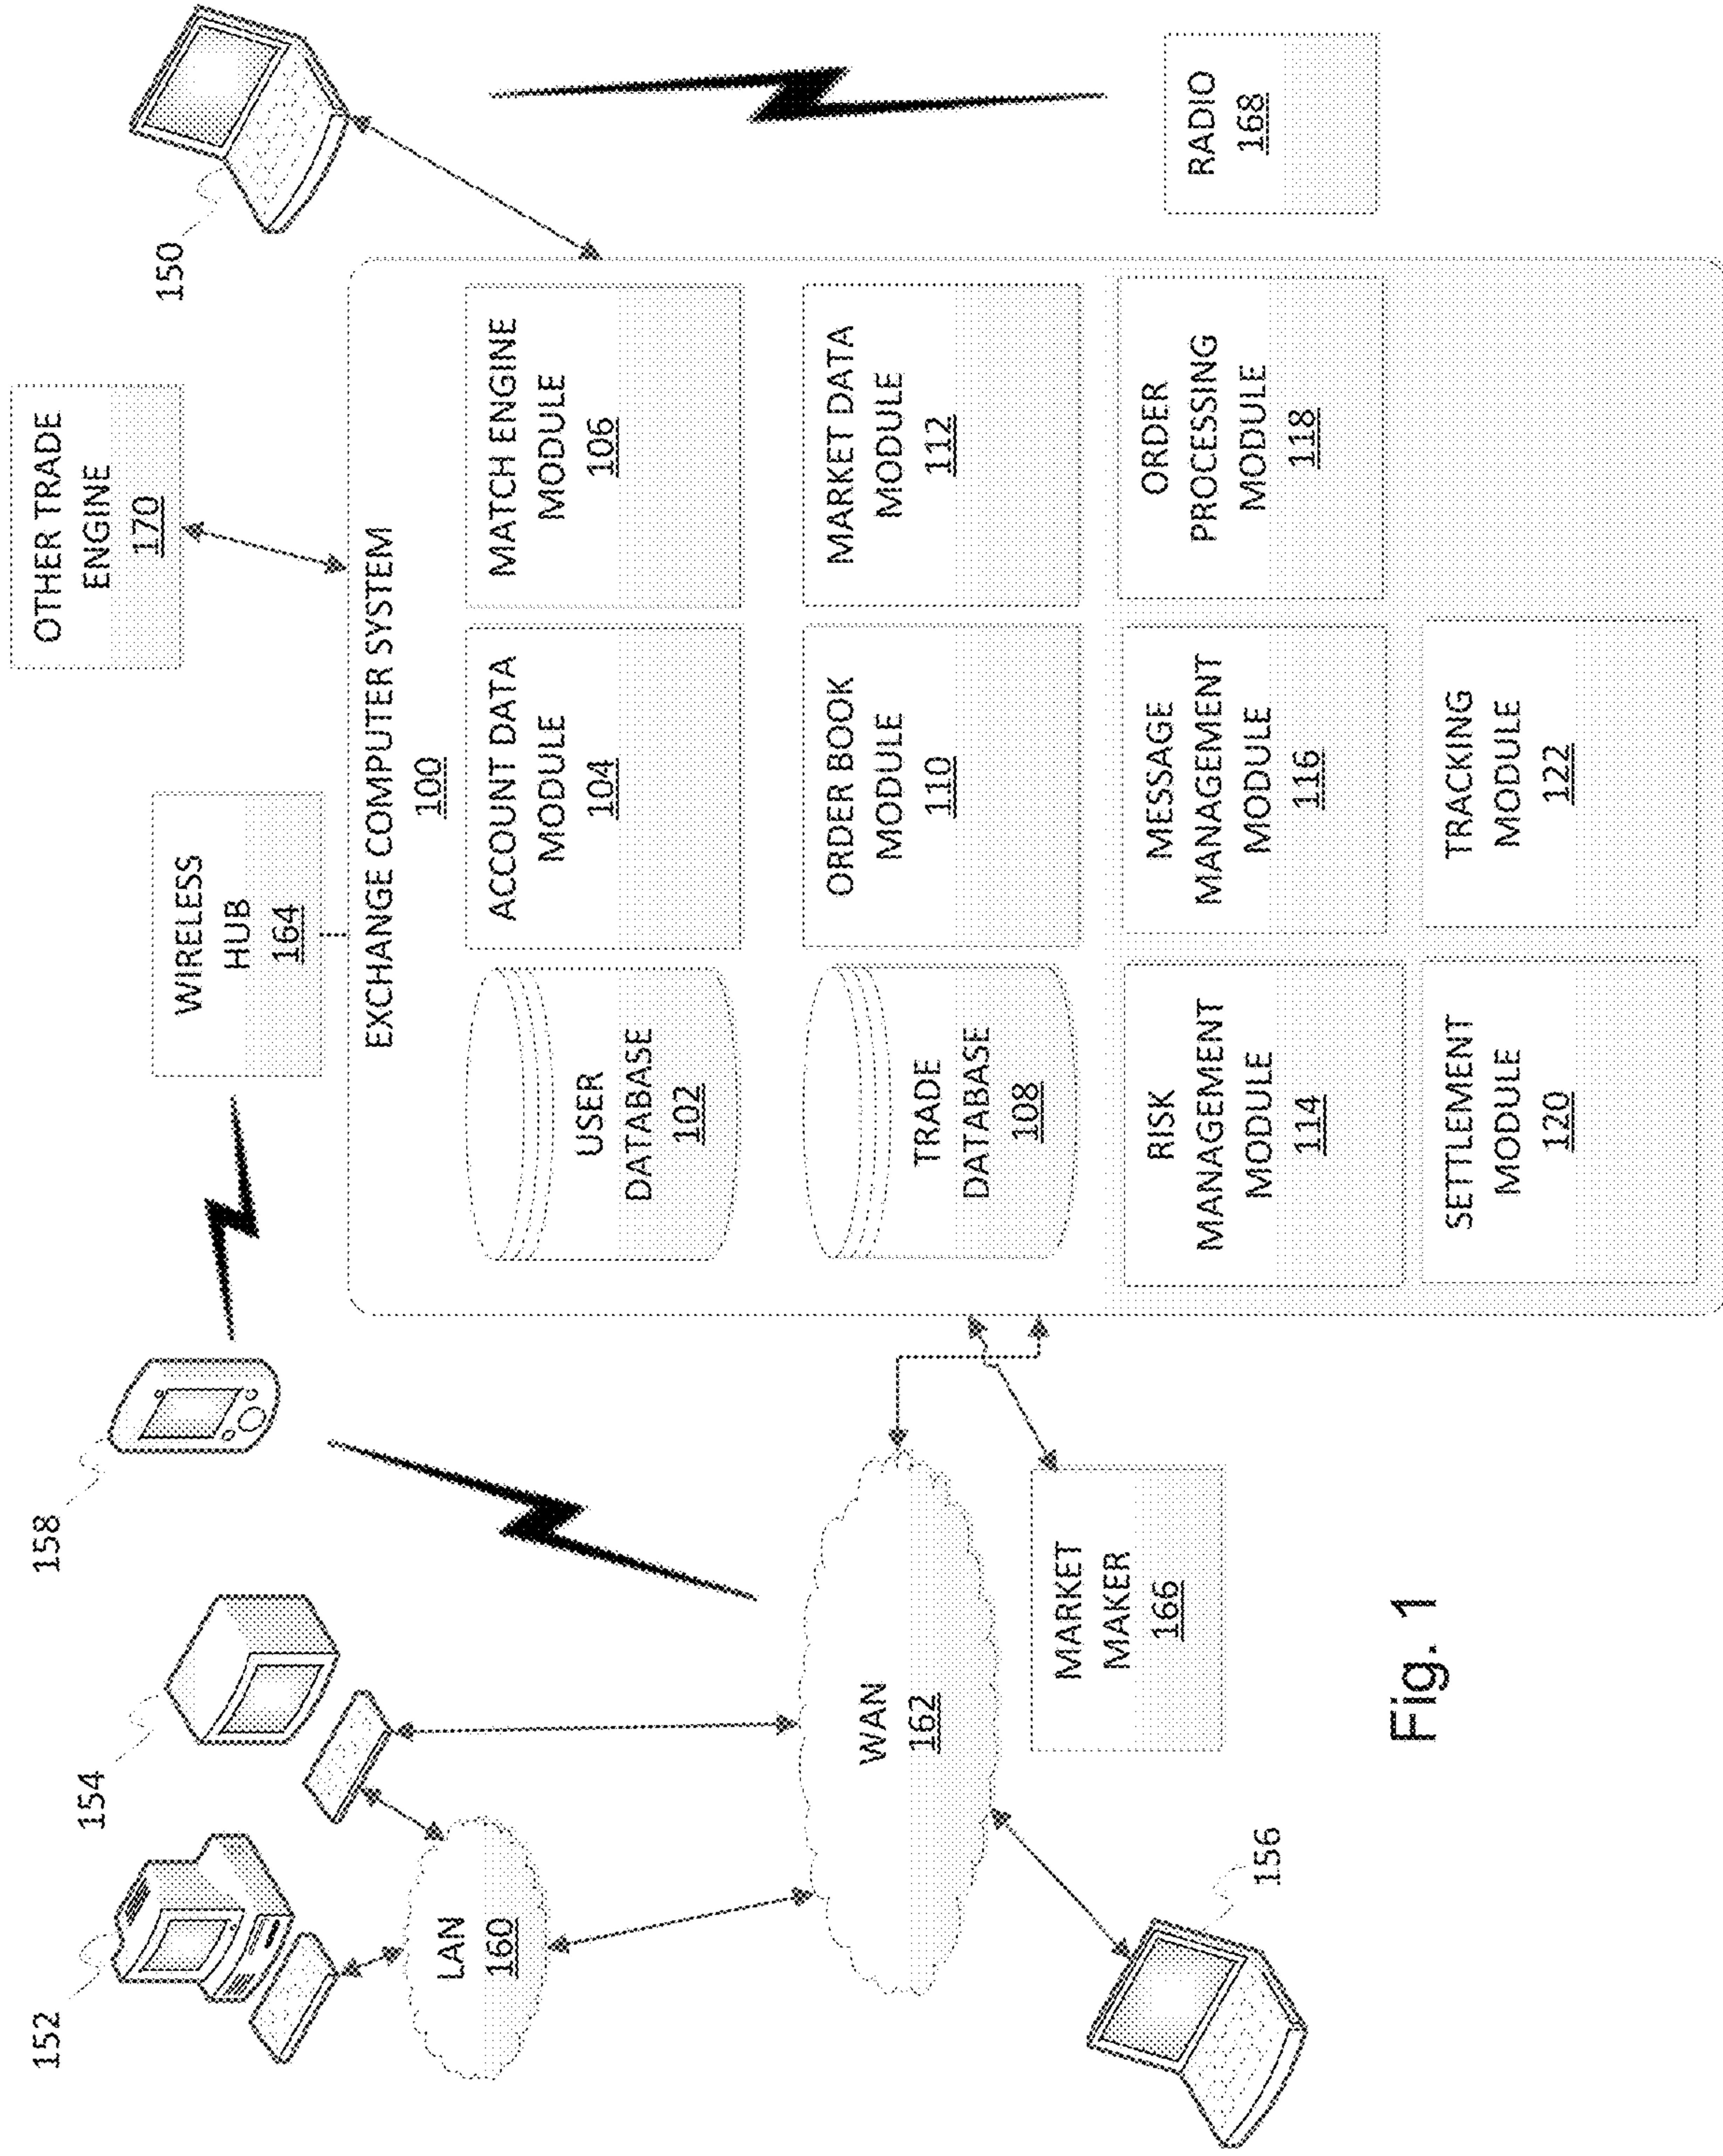 152
154
158
150
OTHER TRADE
ENGINE
170
WIRELESS
HUB
164
EXCHANGE COMPUTER SYSTEM
100
LAN
160
USER
DATABASE
102
ACCOUNT DATA
MODULE
104
MATCH ENGINE
MODULE
106
WAN
162
TRADE
DATABASE
108
ORDER BOOK
MODULE
110
MARKET DATA
MODULE
112
MARKET
MAKER
166
RISK
MANAGEMENT
MODULE
114
MESSAGE
MANAGEMENT
MODULE
116
ORDER
PROCESSING
MODULE
118
RADIO
168
156
SETTLEMENT
MODULE
120
TRACKING
MODULE
122
Fig. 1